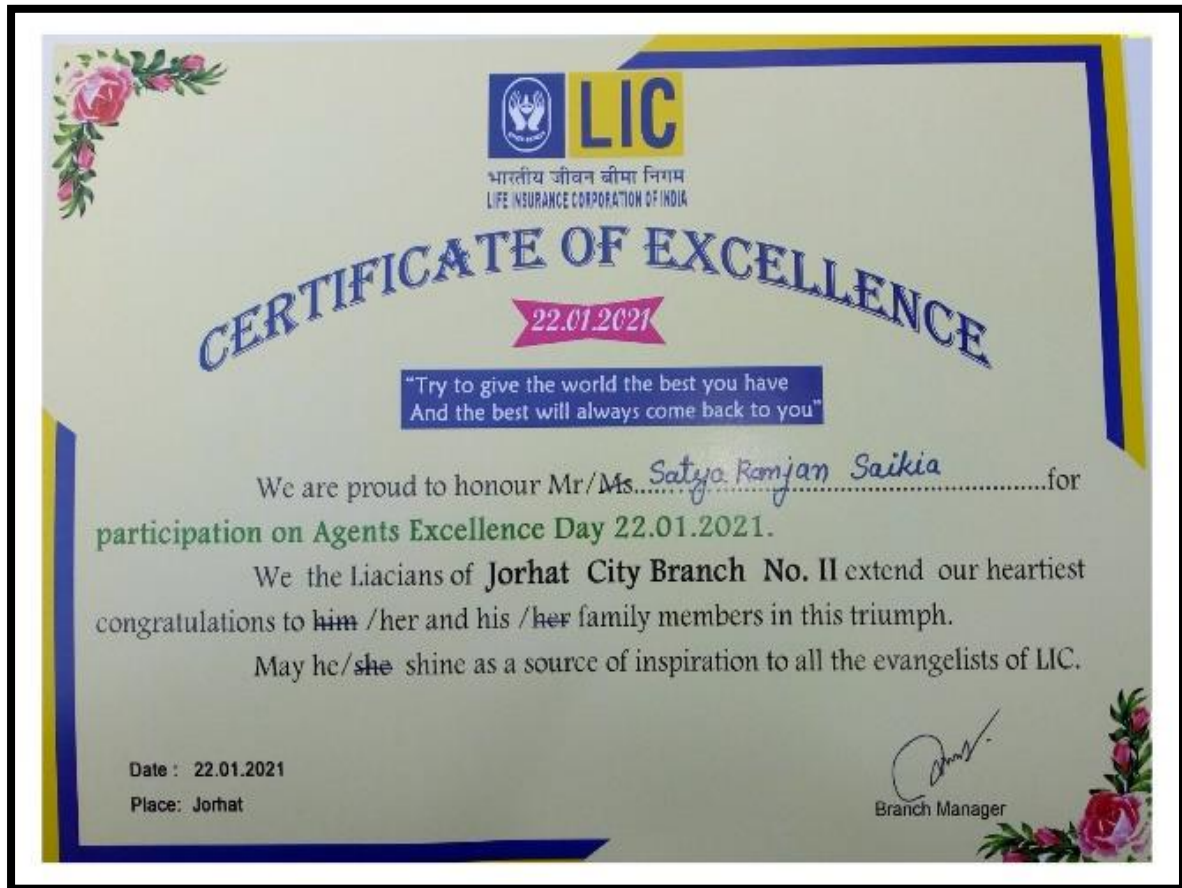 LIC
भारतीय जीवन बीमा निगम
LIFE INSURANCE CORPORATION OF INDIA
CERTIFICATE OF EXCELLENCE
22.01.2021
"Try to give the world the best you have
And the best will always come back to you"
We are proud to honour Mr/Ms. Satya Ranjan Saikia for
participation on Agents Excellence Day 22.01.2021.
We the Liacians of Jorhat City Branch No. II extend our heartiest
congratulations to him /her and his /her family members in this triumph.
May he/she shine as a source of inspiration to all the evangelists of LIC.
Date : 22.01.2021
Place: Jorhat
Branch Manager